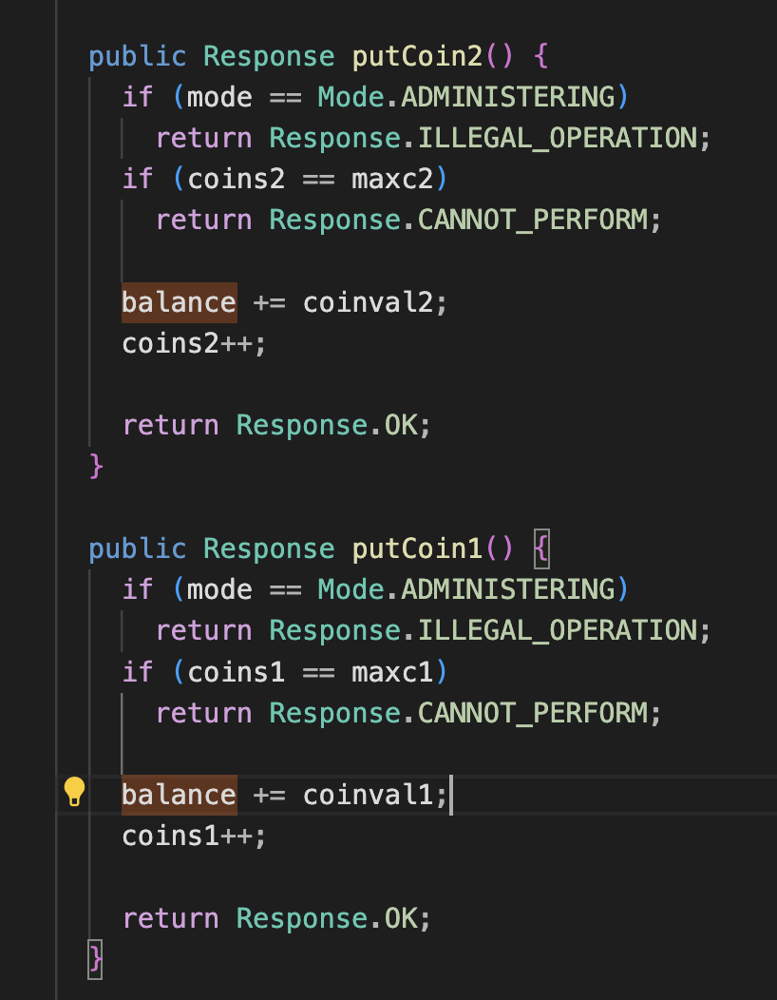 public Response putCoin2() {
if (mode == Mode.ADMINISTERING)
return Response.ILLEGAL_OPERATION;
if (coins2 == maxc2)
return Response.CANNOT_PERFORM;
balance += coinval2;
coins2++;
return Response.OK;
}
public Response putCoin1() {
if (mode == Mode.ADMINISTERING)
return Response.ILLEGAL_OPERATION;
if (coins1 == maxc1)
return Response.CANNOT_PERFORM;
balance += coinval1;
coins1++;
return Response.OK;
}